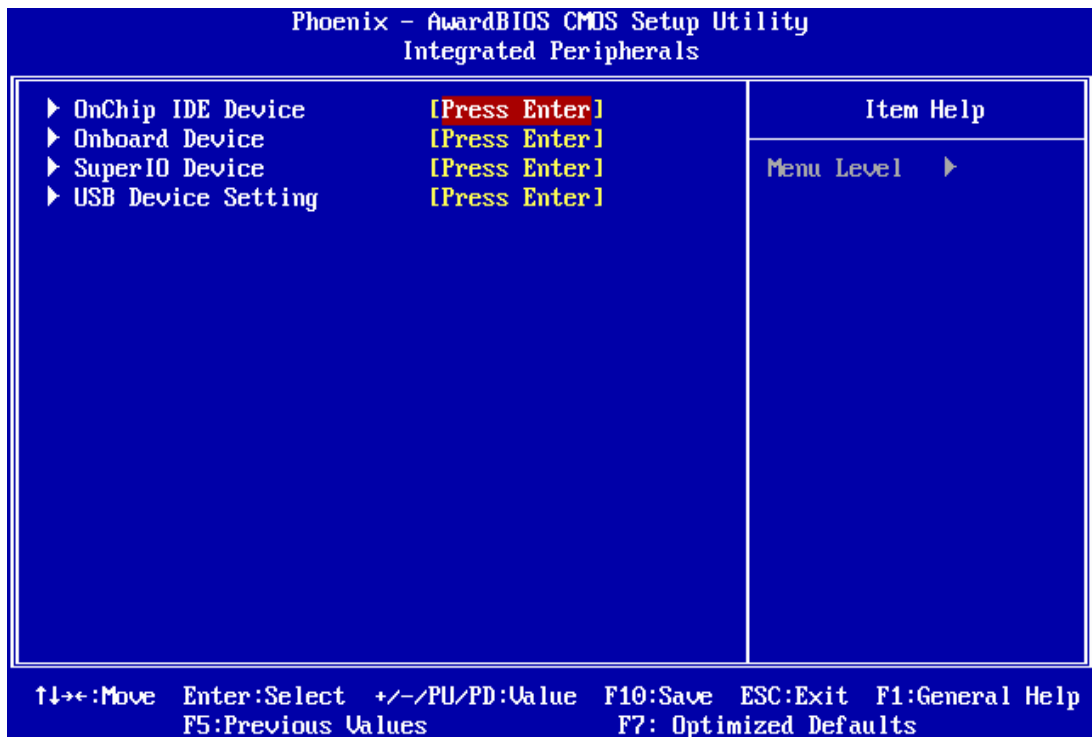 Phoenix - AwardBIOS CMOS Setup Utility
Integrated Peripherals
▶ OnChip IDE Device [Press Enter]
▶ Onboard Device [Press Enter]
▶ SuperIO Device [Press Enter]
▶ USB Device Setting [Press Enter]
Item Help
Menu Level ▶
↑↓→←:Move Enter:Select +/-/PU/PD:Value F10:Save ESC:Exit F1:General Help
F5:Previous Values F7: Optimized Defaults